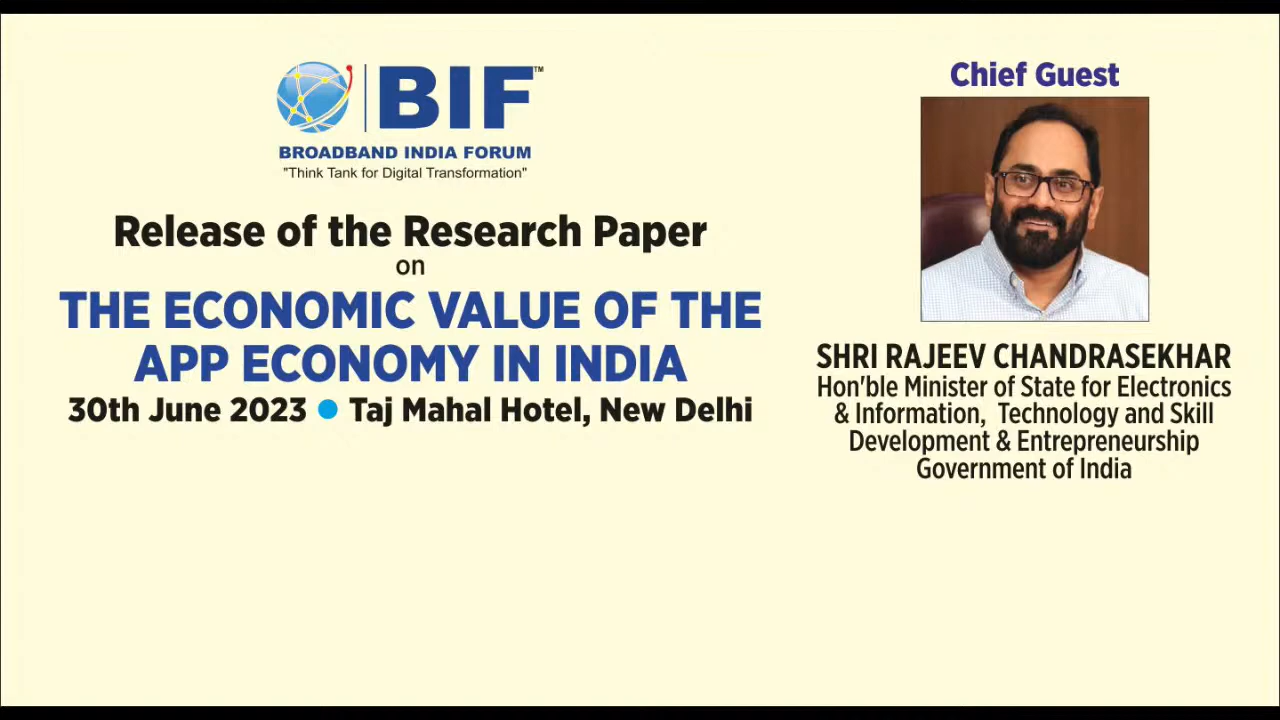 BIF™
BROADBAND INDIA FORUM
"Think Tank for Digital Transformation"
Release of the Research Paper
on
THE ECONOMIC VALUE OF THE
APP ECONOMY IN INDIA
30th June 2023 ● Taj Mahal Hotel, New Delhi
Chief Guest
SHRI RAJEEV CHANDRASEKHAR
Hon'ble Minister of State for Electronics
& Information, Technology and Skill
Development & Entrepreneurship
Government of India